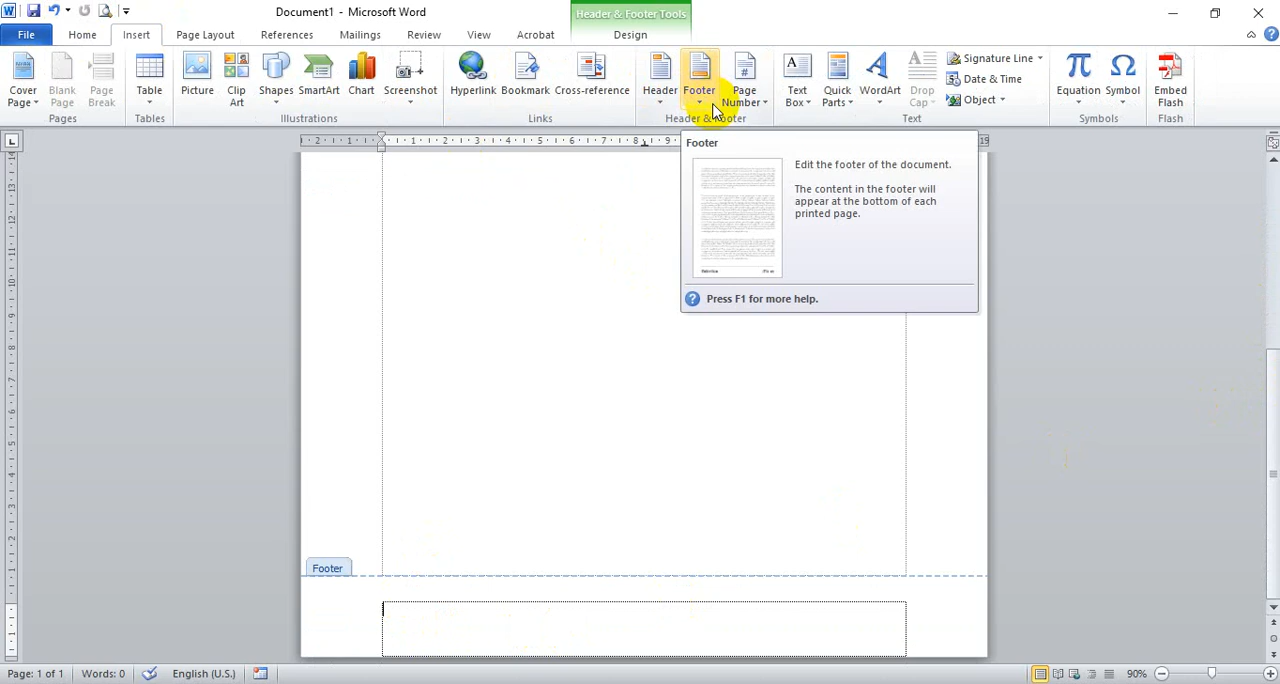 Document1 - Microsoft Word
Header & Footer Tools
File Home Insert Page Layout References Mailings Review View Acrobat Design
Cover Page
Blank Page
Page Break
Table
Picture
Clip Art
Shapes
SmartArt
Chart
Screenshot
Hyperlink
Bookmark
Cross-reference
Header
Footer
Page Number
Text Box
Quick Parts
WordArt
Drop Cap
Signature Line
Date & Time
Object
Equation
Symbol
Embed Flash
Pages Tables Illustrations Links Header & Footer Text Symbols Flash
Footer
Edit the footer of the document.
The content in the footer will
appear at the bottom of each
printed page.
Press F1 for more help.
Footer
Page: 1 of 1 Words: 0 English (U.S.) 90%